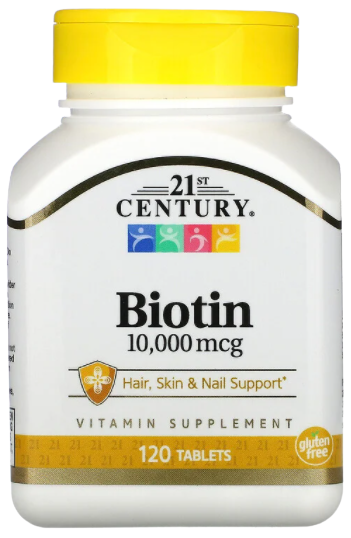 21ST
CENTURY®
Biotin
10,000 mcg
Hair, Skin & Nail Support*
VITAMIN SUPPLEMENT
120 TABLETS
gluten
free